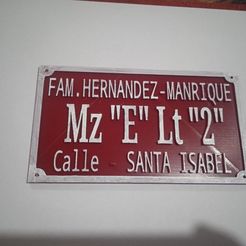 FAM.HERNANDEZ-MANRIQUE
Mz "E" Lt "2"
Calle SANTA ISABEL